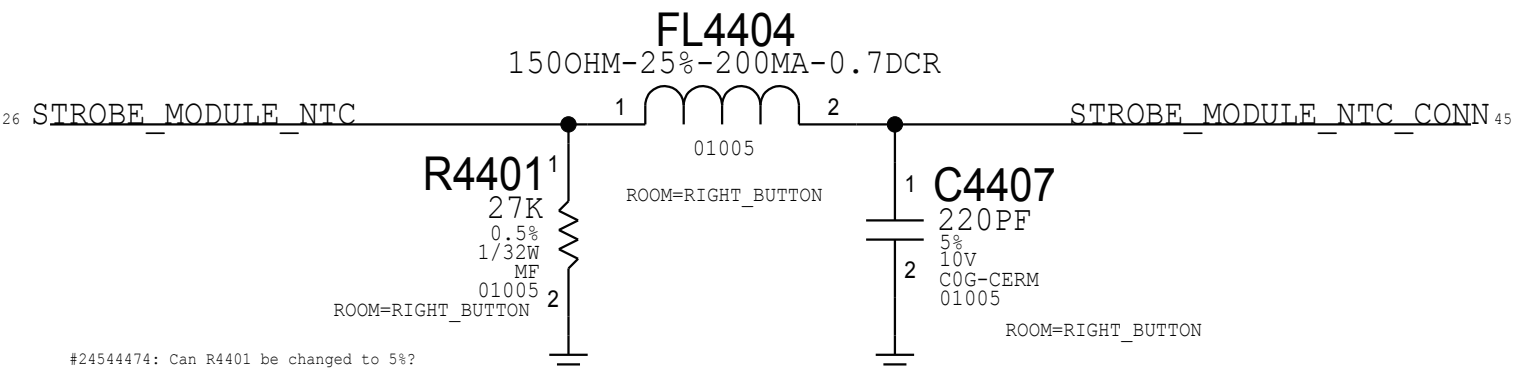 FL4404
150OHM-25%-200MA-0.7DCR
26 STROBE_MODULE_NTC
1 2
STROBE_MODULE_NTC_CONN 45
01005
ROOM=RIGHT_BUTTON
R4401 1
27K
0.5%
1/32W
MF
01005
2
ROOM=RIGHT_BUTTON
1 C4407
220PF
5%
10V
2
C0G-CERM
01005
ROOM=RIGHT_BUTTON
#24544474: Can R4401 be changed to 5%?